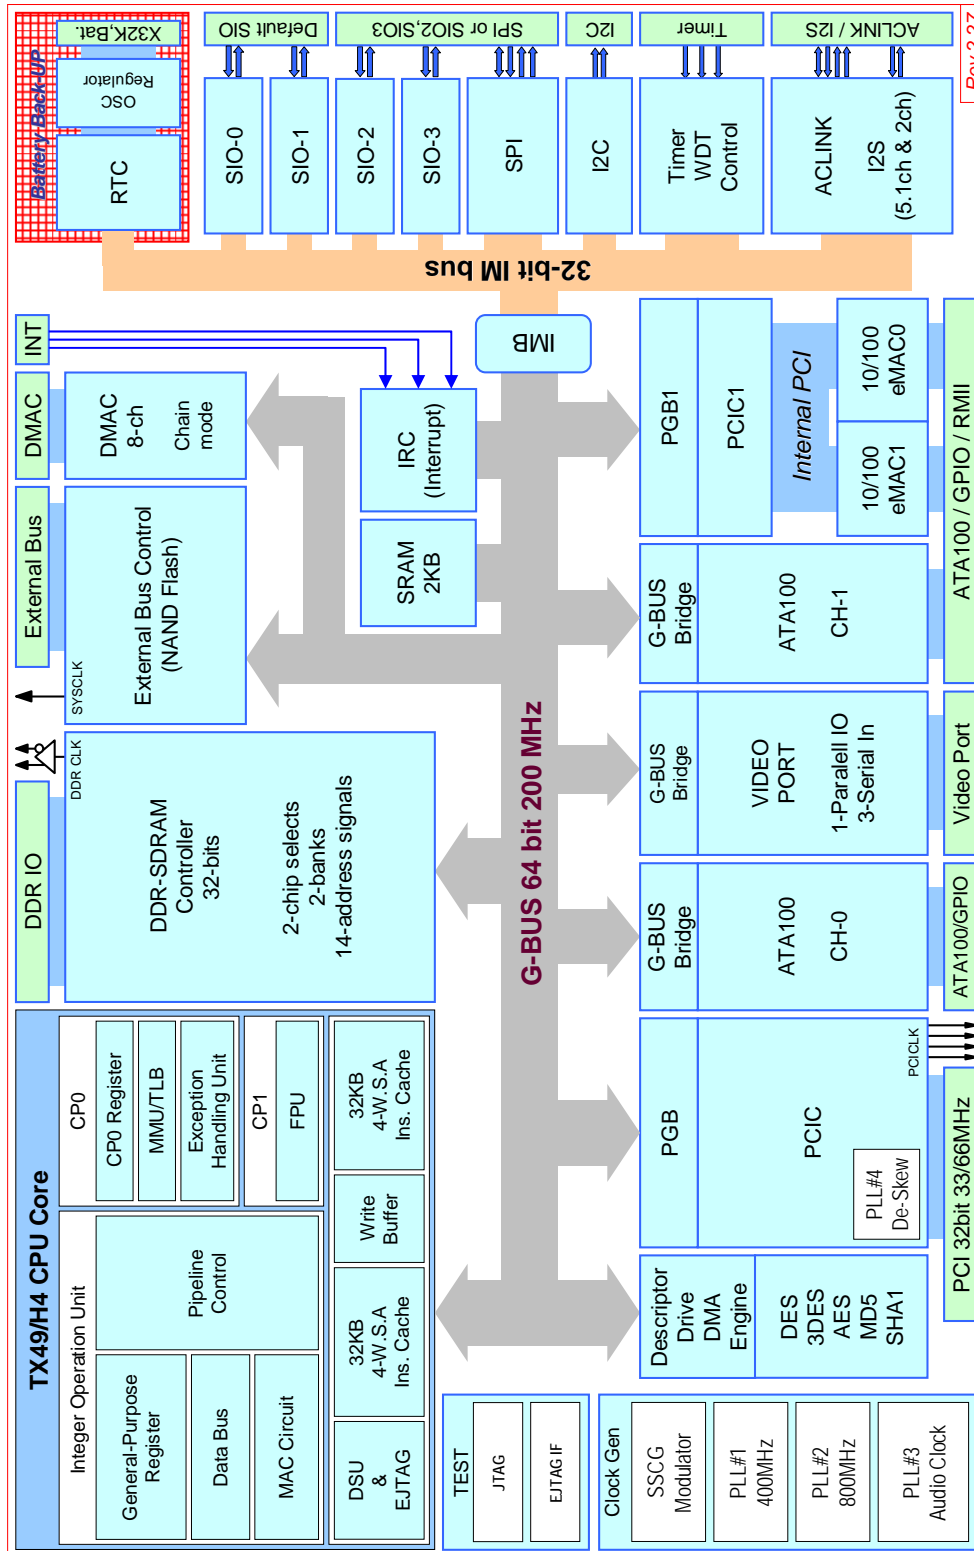 TX49/H4 CPU Core
Integer Operation Unit
General-Purpose
Register
Data Bus
MAC Circuit
Pipeline
Control
CP0
CP0 Register
MMU/TLB
Exception
Handling Unit
CP1
FPU
DSU
&
EJTAG
32KB
4-W.S.A
Ins. Cache
Write
Buffer
32KB
4-W.S.A
Ins. Cache
DDR IO
DDR CLK
DDR-SDRAM
Controller
32-bits
2-chip selects
2-banks
14-address signals
External Bus
SYSCLK
External Bus Control
(NAND Flash)
DMAC
DMAC
8-ch
Chain
mode
INT
IRC
(Interrupt)
SRAM
2KB
TEST
JTAG
EJTAG IF
G-BUS 64 bit 200 MHz
IMB
32-bit IM bus
Clock Gen
SSCG
Modulator
PLL#1
400MHz
PLL#2
800MHz
PLL#3
Audio Clock
Descriptor
Drive
DMA
Engine
DES
3DES
AES
MD5
SHA1
PGB
PCIC
PLL#4
De-Skew
PCICLK
PCI 32bit 33/66MHz
G-BUS
Bridge
ATA100
CH-0
ATA100/GPIO
G-BUS
Bridge
VIDEO
PORT
1-Paralell IO
3-Serial In
Video Port
G-BUS
Bridge
ATA100
CH-1
PGB1
PCIC1
Internal PCI
10/100
eMAC1
10/100
eMAC0
ATA100 / GPIO / RMII
Battery Back-UP
X32K,Bat.
OSC
Regulator
RTC
Default SIO
SIO-0
SIO-1
SPI or SIO2,SIO3
SIO-2
SIO-3
SPI
I2C
I2C
Timer
Timer
WDT
Control
ACLINK / I2S
ACLINK
I2S
(5.1ch & 2ch)